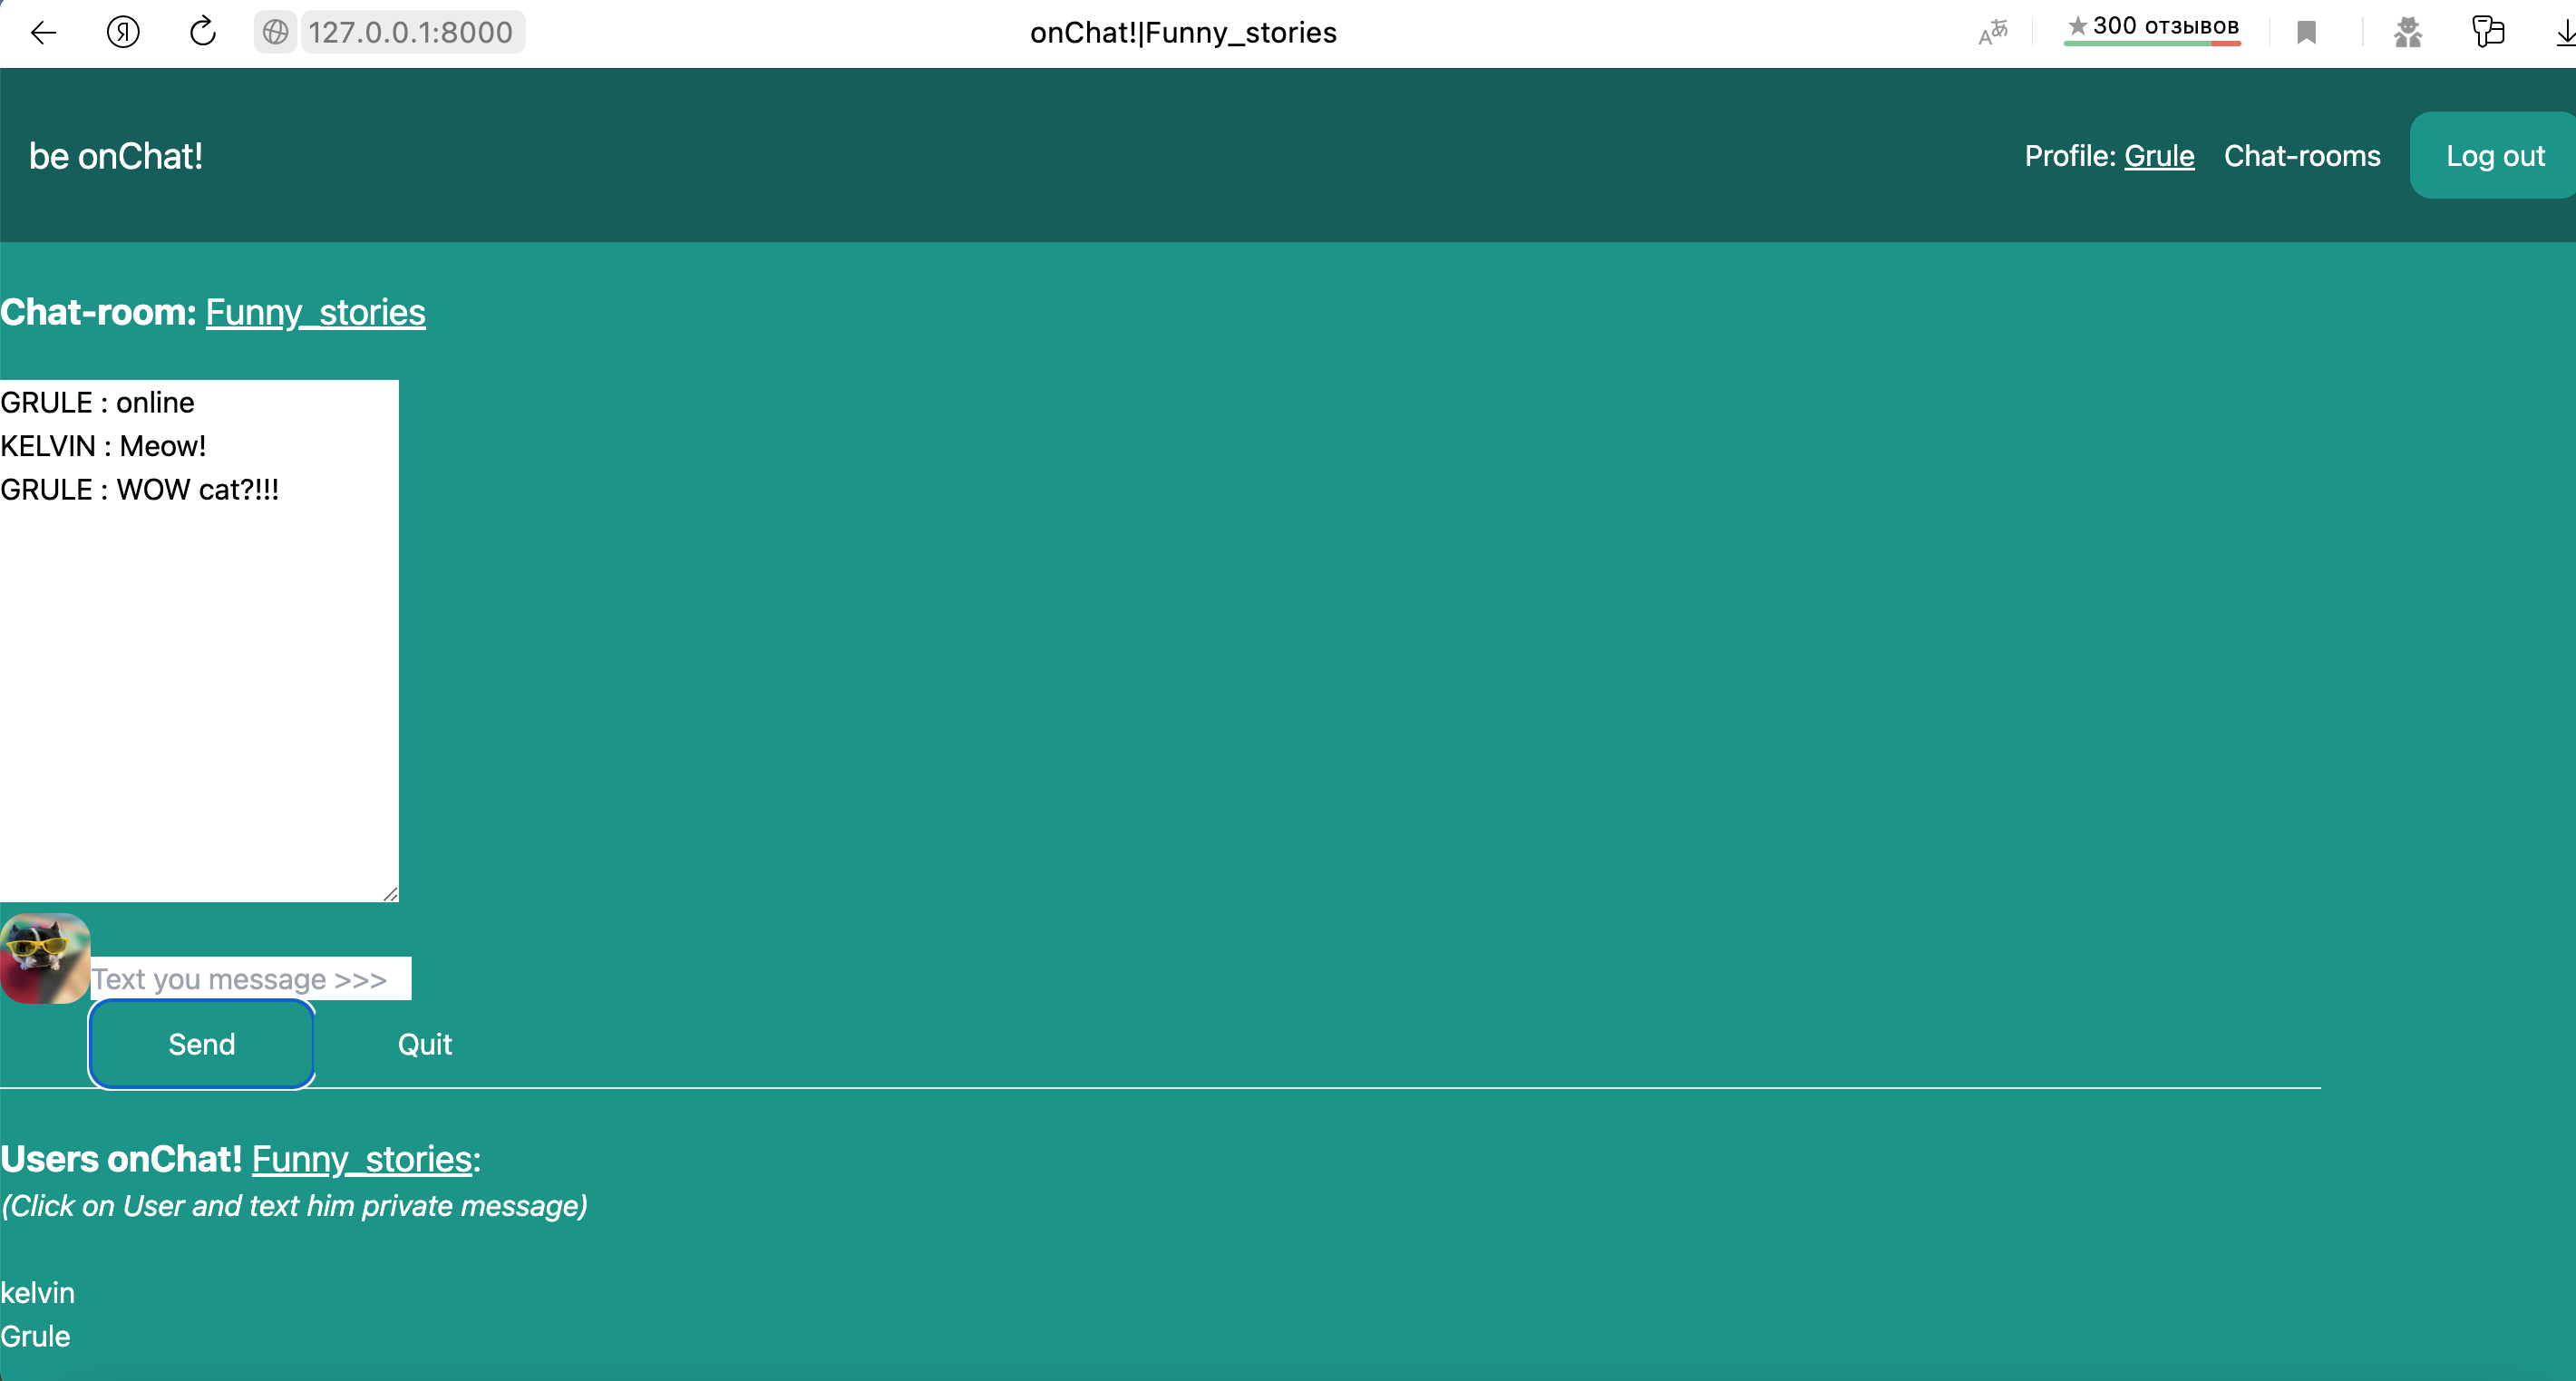 127.0.0.1:8000
onChat!|Funny_stories
★300 отзывов
be onChat!
Profile: Grule Chat-rooms Log out
Chat-room: Funny_stories
GRULE : online
KELVIN : Meow!
GRULE : WOW cat?!!!
Text you message >>>
Send Quit
Users onChat! Funny_stories:
(Click on User and text him private message)
kelvin
Grule